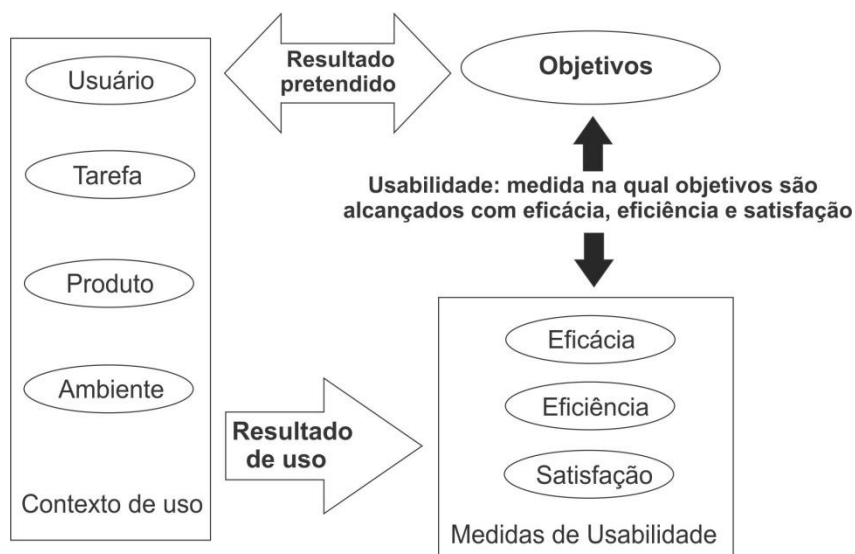 Usuário
Tarefa
Produto
Ambiente
Contexto de uso
Resultado
pretendido
Objetivos
Usabilidade: medida na qual objetivos são
alcançados com eficácia, eficiência e satisfação
Resultado
de uso
Eficácia
Eficiência
Satisfação
Medidas de Usabilidade